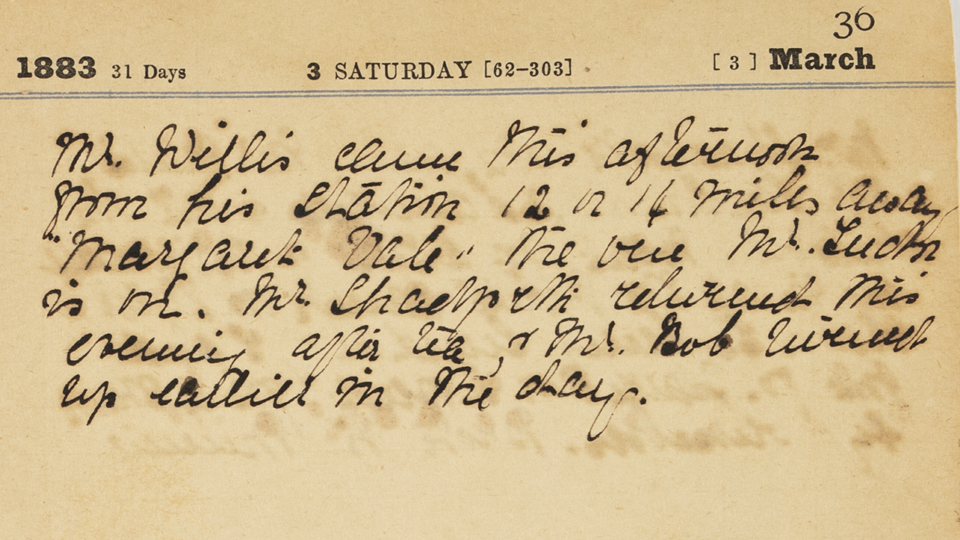 36
1883 31 Days 3 SATURDAY [62-303] [3] March
Mr. Willis came this afternoon
from his station 12 or 14 miles away
"Margaret Vale" the one Mr.
is on. Mr. returned this
evening after tea, & Mr. Bob turned
up earlier in the day.